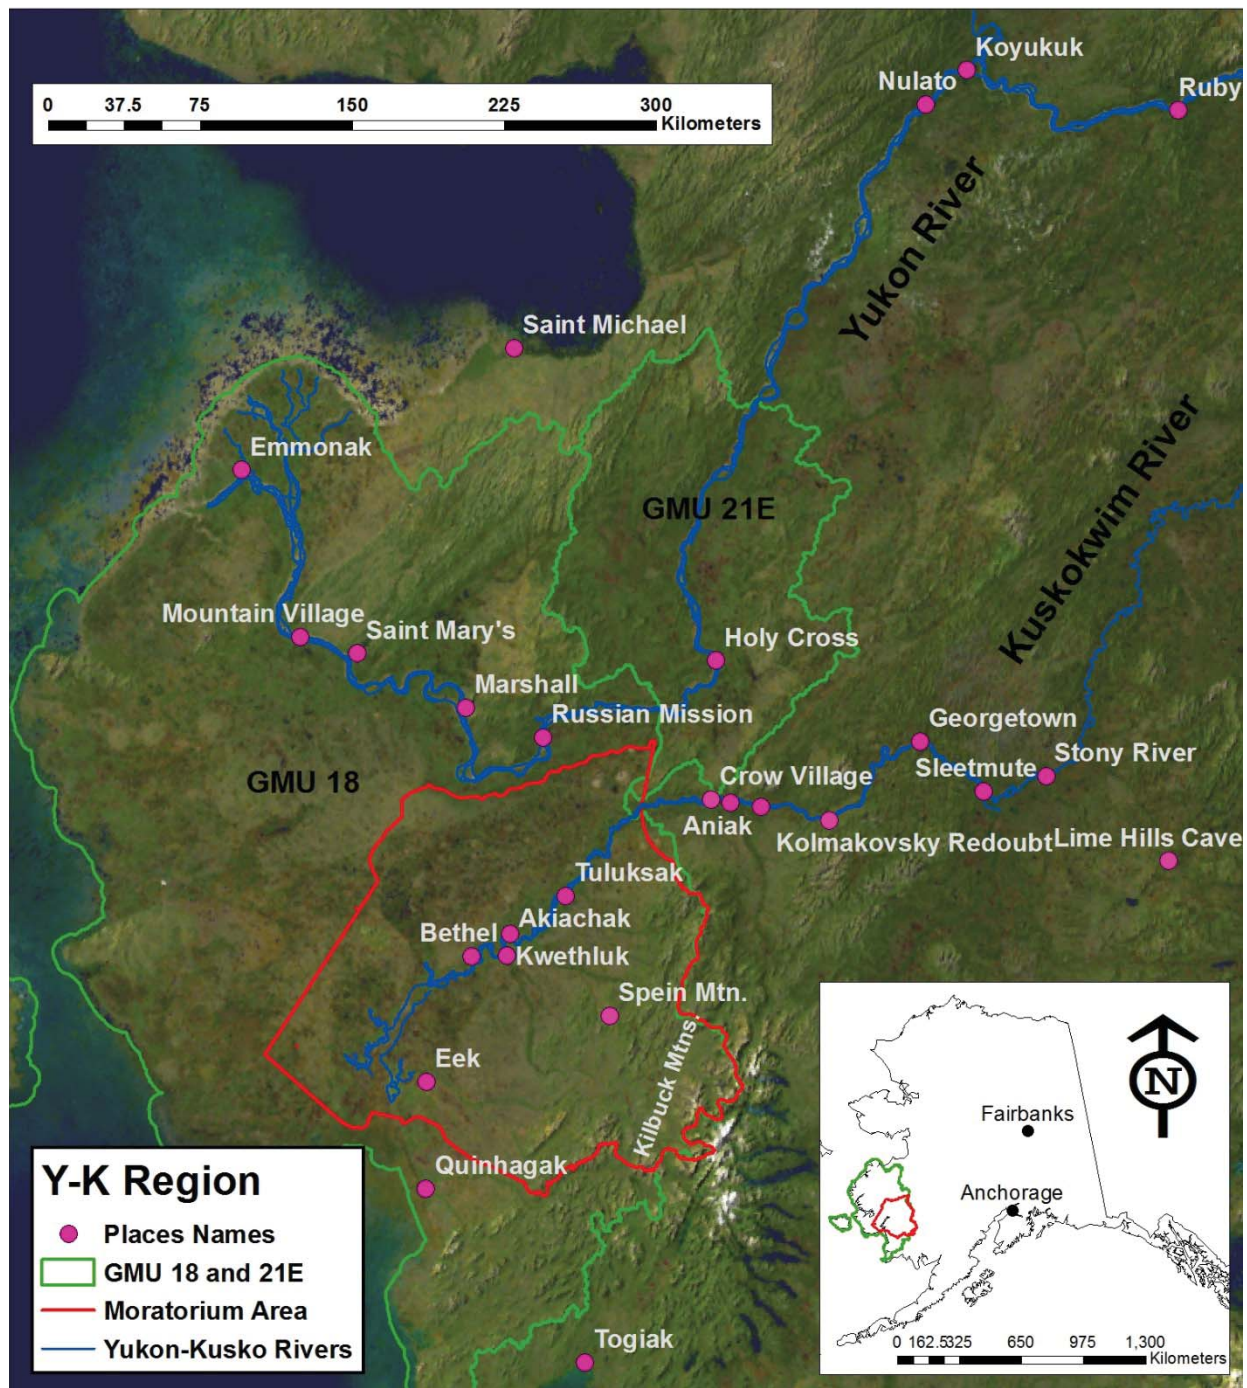 Koyukuk
Nulato
Ruby
0 37.5 75 150 225 300
Kilometers
Yukon River
Saint Michael
Kuskokwim River
Emmonak
GMU 21E
Mountain Village
Saint Mary's
Holy Cross
Marshall
Russian Mission
Georgetown
Stony River
Sleetmute
GMU 18
Crow Village
Aniak
Kolmakovsky Redoubt
Lime Hills Cave
Tuluksak
Akiachak
Bethel
Kwethluk
Spein Mtn.
Kilbuck Mtns.
Eek
Quinhagak
Togiak
Y-K Region
Places Names
GMU 18 and 21E
Moratorium Area
Yukon-Kusko Rivers
N
Fairbanks
Anchorage
0 162.5325 650 975 1,300
Kilometers